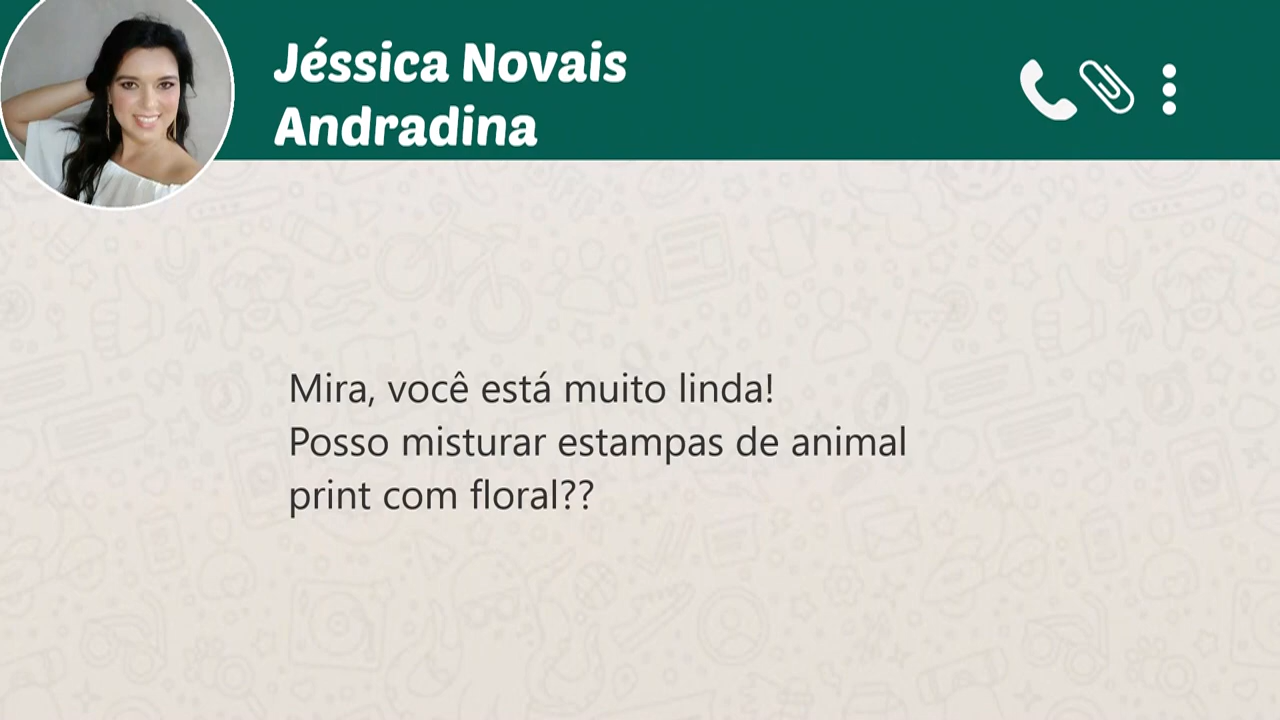 Jéssica Novais
Andradina
Mira, você está muito linda!
Posso misturar estampas de animal
print com floral??